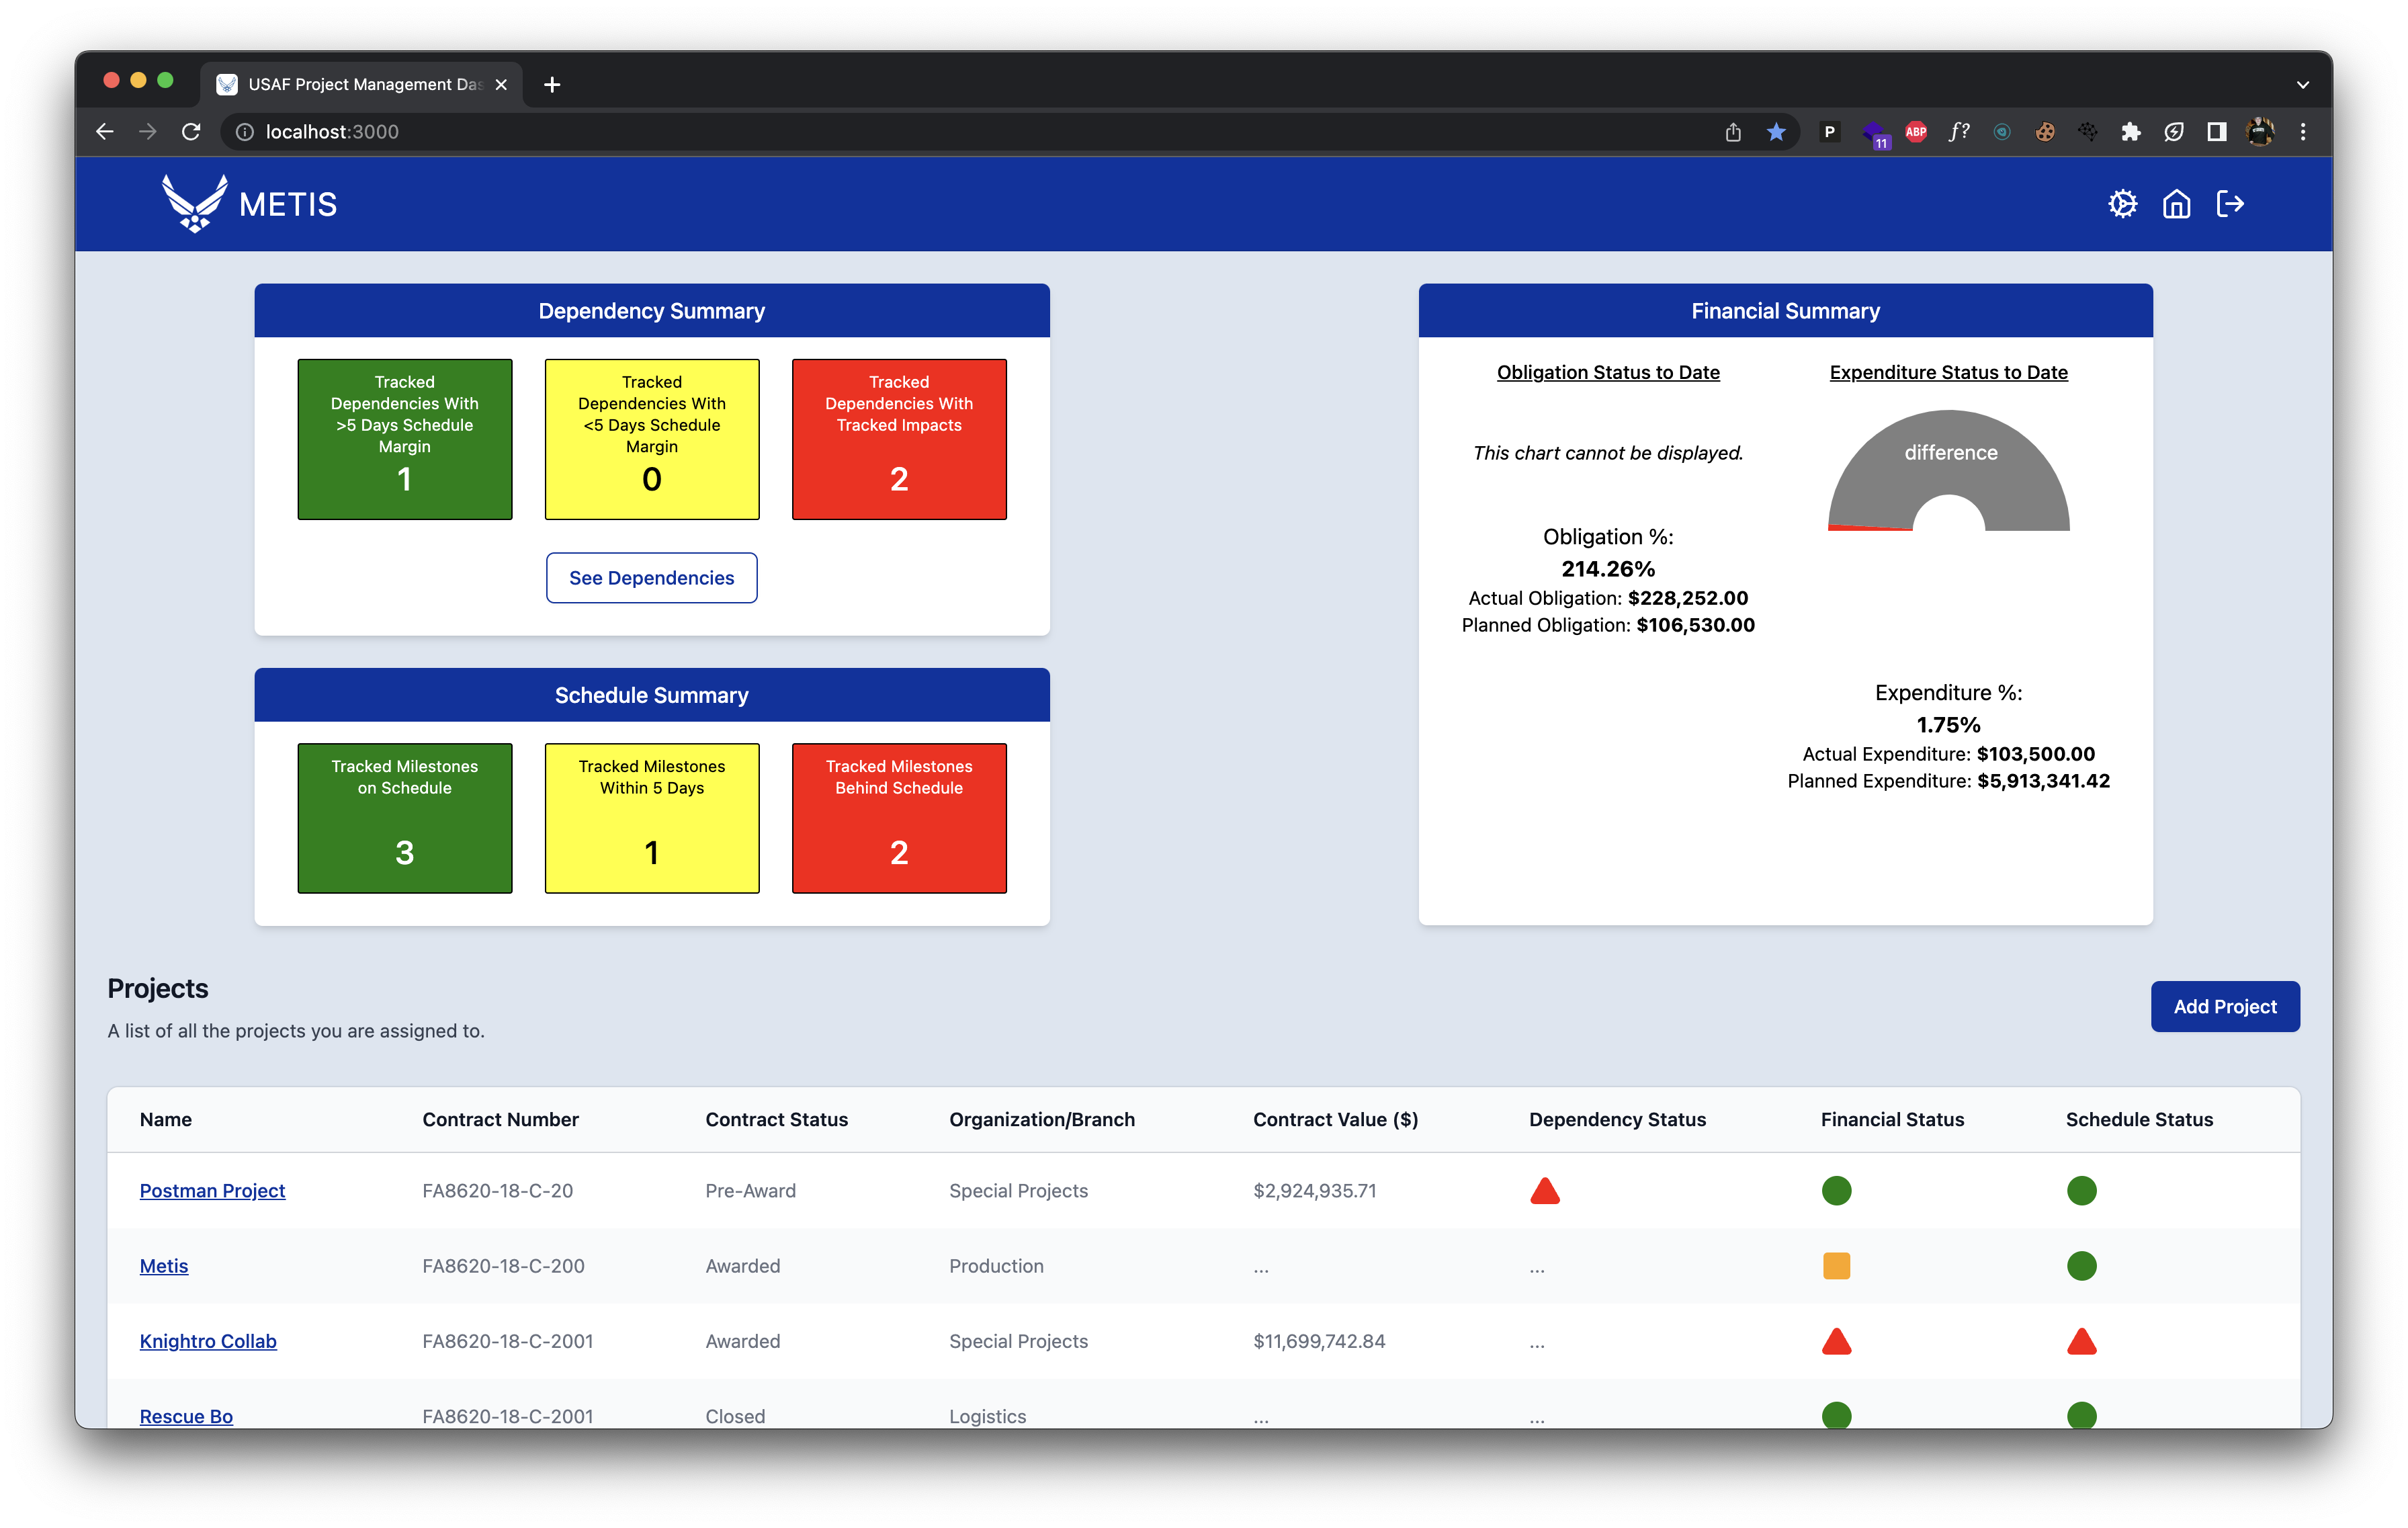 USAF Project Management Das
localhost:3000
P
11
ABP
f?
METIS
Dependency Summary
Tracked
Dependencies With
>5 Days Schedule
Margin
1
Tracked
Dependencies With
<5 Days Schedule
Margin
0
Tracked
Dependencies With
Tracked Impacts
2
See Dependencies
Schedule Summary
Tracked Milestones
on Schedule
3
Tracked Milestones
Within 5 Days
1
Tracked Milestones
Behind Schedule
2
Financial Summary
Obligation Status to Date
This chart cannot be displayed.
Obligation %:
214.26%
Actual Obligation: $228,252.00
Planned Obligation: $106,530.00
Expenditure Status to Date
difference
Expenditure %:
1.75%
Actual Expenditure: $103,500.00
Planned Expenditure: $5,913,341.42
Projects
A list of all the projects you are assigned to.
Add Project
Name Contract Number Contract Status Organization/Branch Contract Value ($) Dependency Status Financial Status Schedule Status
Postman Project FA8620-18-C-20 Pre-Award Special Projects $2,924,935.71
Metis FA8620-18-C-200 Awarded Production ... ...
Knightro Collab FA8620-18-C-2001 Awarded Special Projects $11,699,742.84 ...
Rescue Bo FA8620-18-C-2001 Closed Logistics ... ...